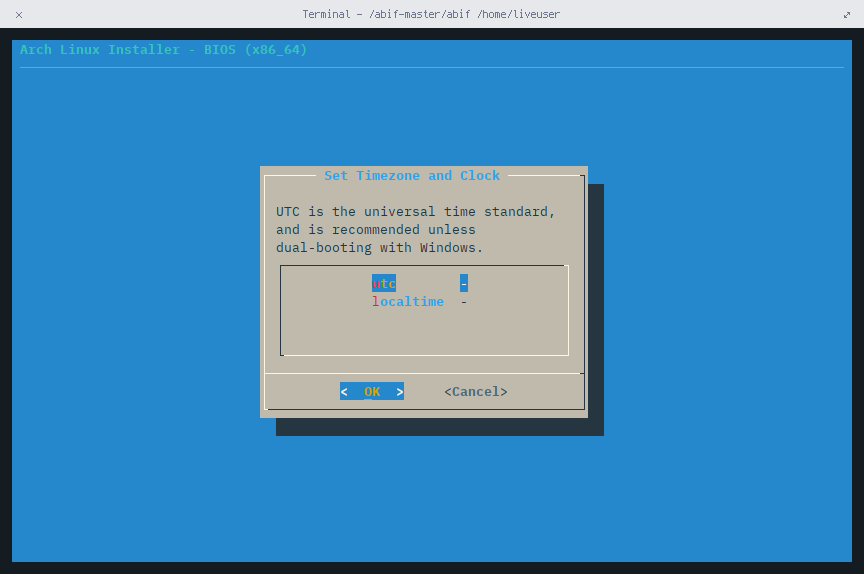 Terminal - /abif-master/abif /home/liveuser
Arch Linux Installer - BIOS (x86_64)
Set Timezone and Clock
UTC is the universal time standard,
and is recommended unless
dual-booting with Windows.
utc -
localtime -
< OK > <Cancel>